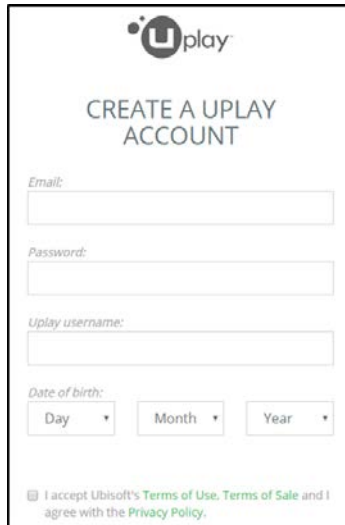 Uplay
CREATE A UPLAY
ACCOUNT
Email:
Password:
Uplay username:
Date of birth:
Day Month Year
I accept Ubisoft's Terms of Use, Terms of Sale and I
agree with the Privacy Policy.